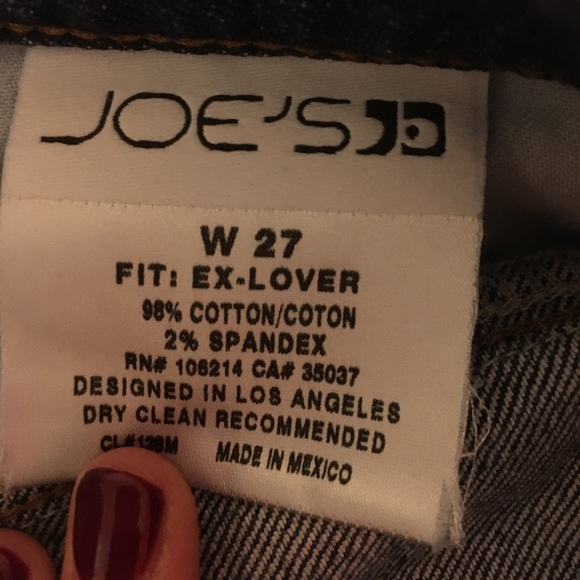 JOE'S
W 27
FIT: EX-LOVER
98% COTTON/COTON
2% SPANDEX
RN# 106214 CA# 35037
DESIGNED IN LOS ANGELES
DRY CLEAN RECOMMENDED
MADE IN MEXICO